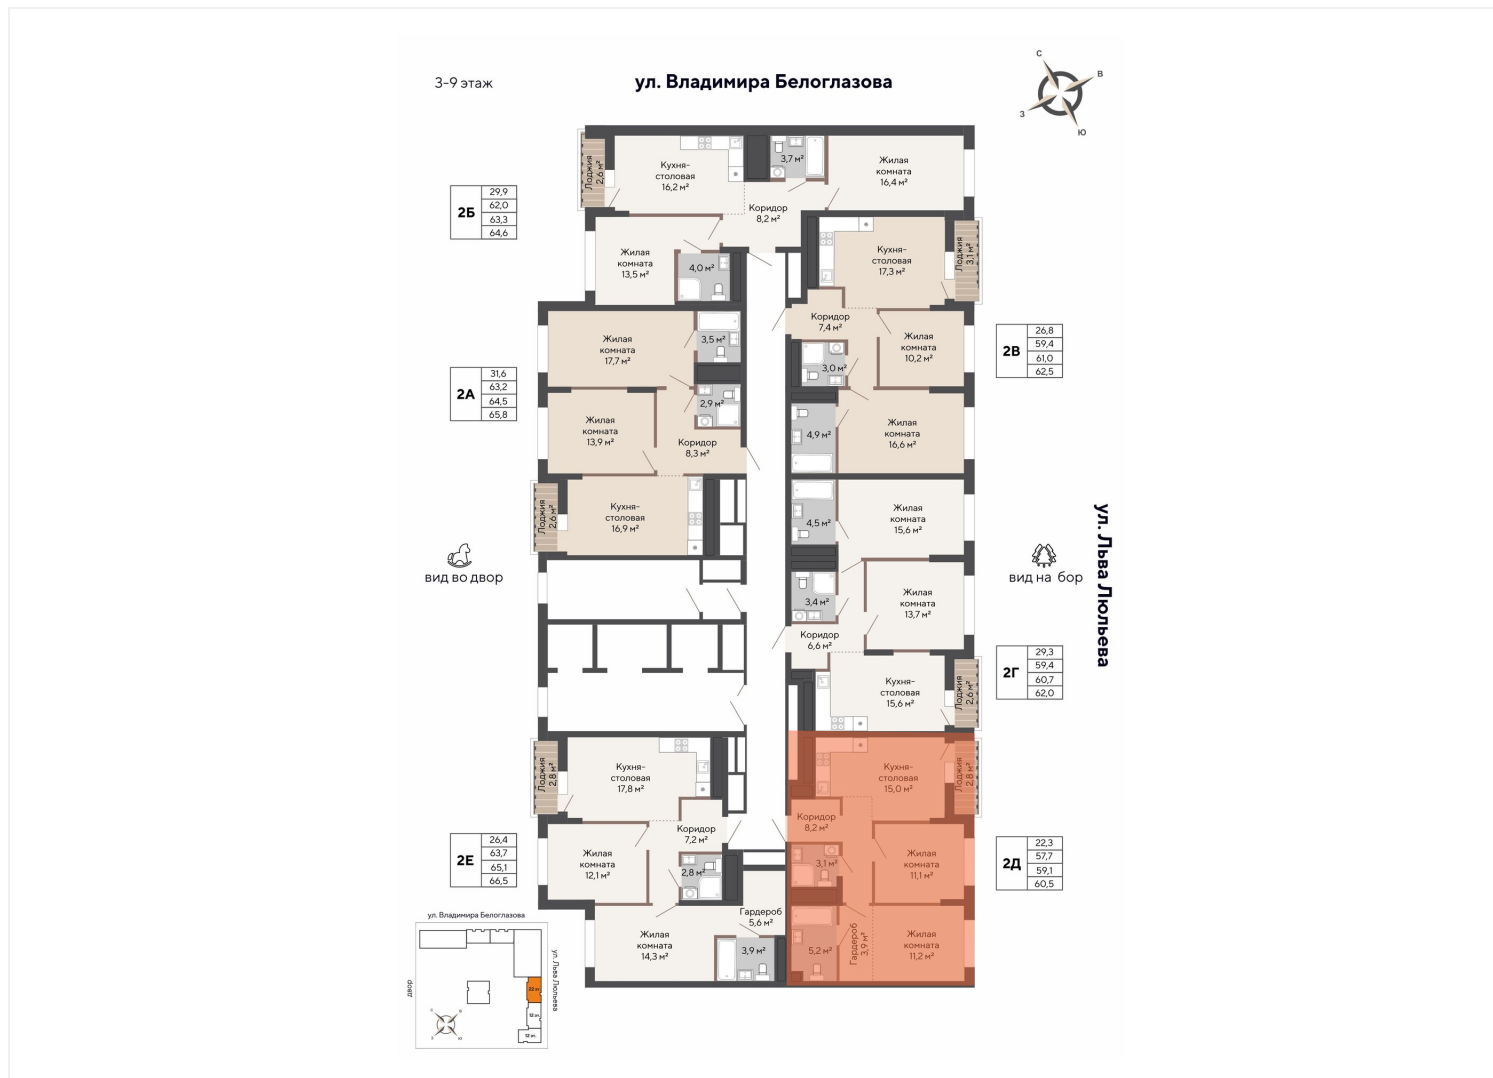 3-9 этаж
ул. Владимира Белоглазова
С
В
З
Ю
Лоджия
2,6 м²
Кухня-
столовая
16,2 м²
3,7 м²
Жилая
комната
16,4 м²
Коридор
8,2 м²
2Б
29,9
62,0
63,3
64,6
Жилая
комната
13,5 м²
4,0 м²
Кухня-
столовая
17,3 м²
Лоджия
3,1 м²
Коридор
7,4 м²
Жилая
комната
17,7 м²
3,5 м²
3,0 м²
Жилая
комната
10,2 м²
2В
26,8
59,4
61,0
62,5
2А
31,6
63,2
64,5
65,8
2,9 м²
Жилая
комната
13,9 м²
Коридор
8,3 м²
4,9 м²
Жилая
комната
16,6 м²
Лоджия
2,6 м²
Кухня-
столовая
16,9 м²
4,5 м²
Жилая
комната
15,6 м²
вид во двор
вид на бор
ул. Льва Люльева
3,4 м²
Жилая
комната
13,7 м²
Коридор
6,6 м²
Кухня-
столовая
15,6 м²
Лоджия
2,6 м²
2Г
29,3
59,4
60,7
62,0
Лоджия
2,8 м²
Кухня-
столовая
17,8 м²
Кухня-
столовая
15,0 м²
Лоджия
2,8 м²
Коридор
7,2 м²
Коридор
8,2 м²
2Е
26,4
63,7
65,1
66,5
Жилая
комната
12,1 м²
2,8 м²
3,1 м²
Жилая
комната
11,1 м²
2Д
22,3
57,7
59,1
60,5
Гардероб
5,6 м²
Жилая
комната
14,3 м²
3,9 м²
5,2 м²
Гардероб
3,9 м²
Жилая
комната
11,2 м²
ул. Владимира Белоглазова
ул. Льва Люльева
двор
22 эт.
12 эт.
12 эт.
С
В
З
Ю